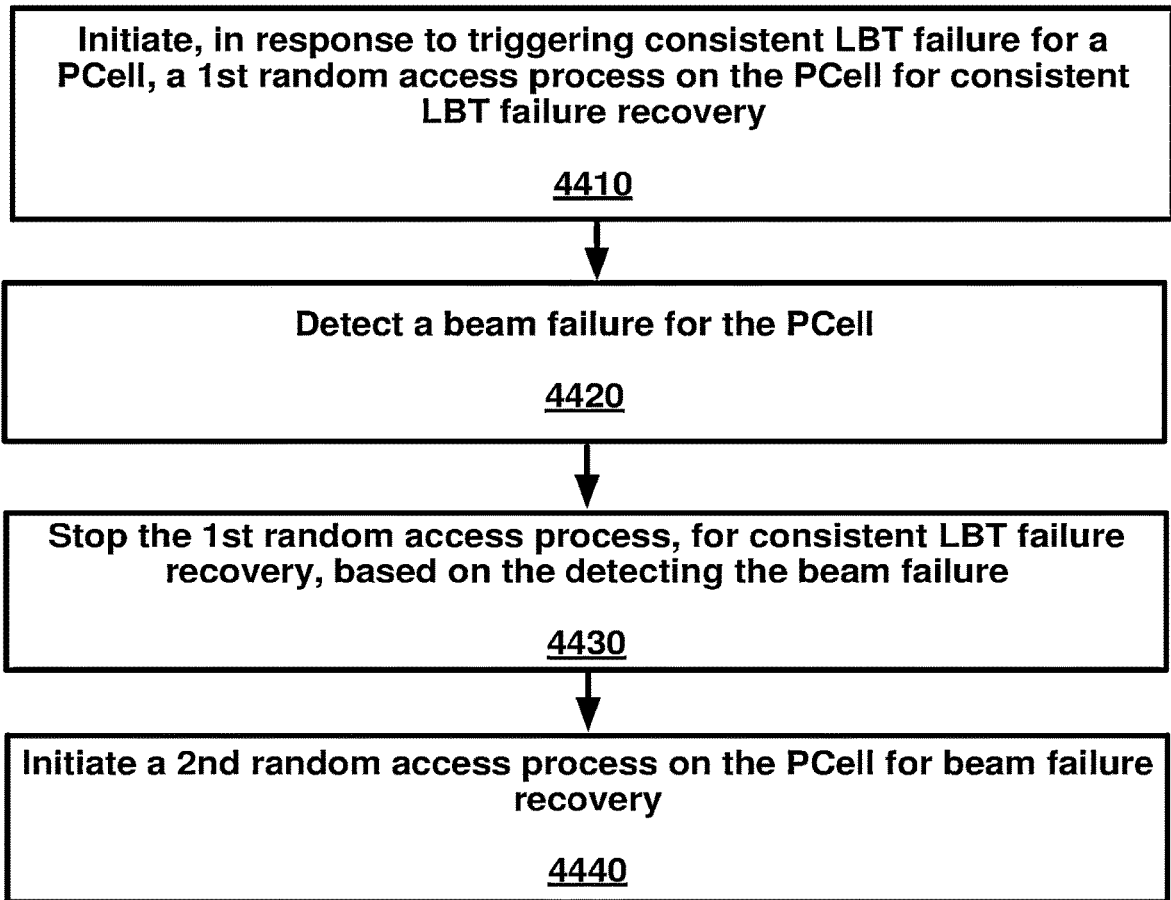 Initiate, in response to triggering consistent LBT failure for a
PCell, a 1st random access process on the PCell for consistent
LBT failure recovery
4410
Detect a beam failure for the PCell
4420
Stop the 1st random access process, for consistent LBT failure
recovery, based on the detecting the beam failure
4430
Initiate a 2nd random access process on the PCell for beam failure
recovery
4440